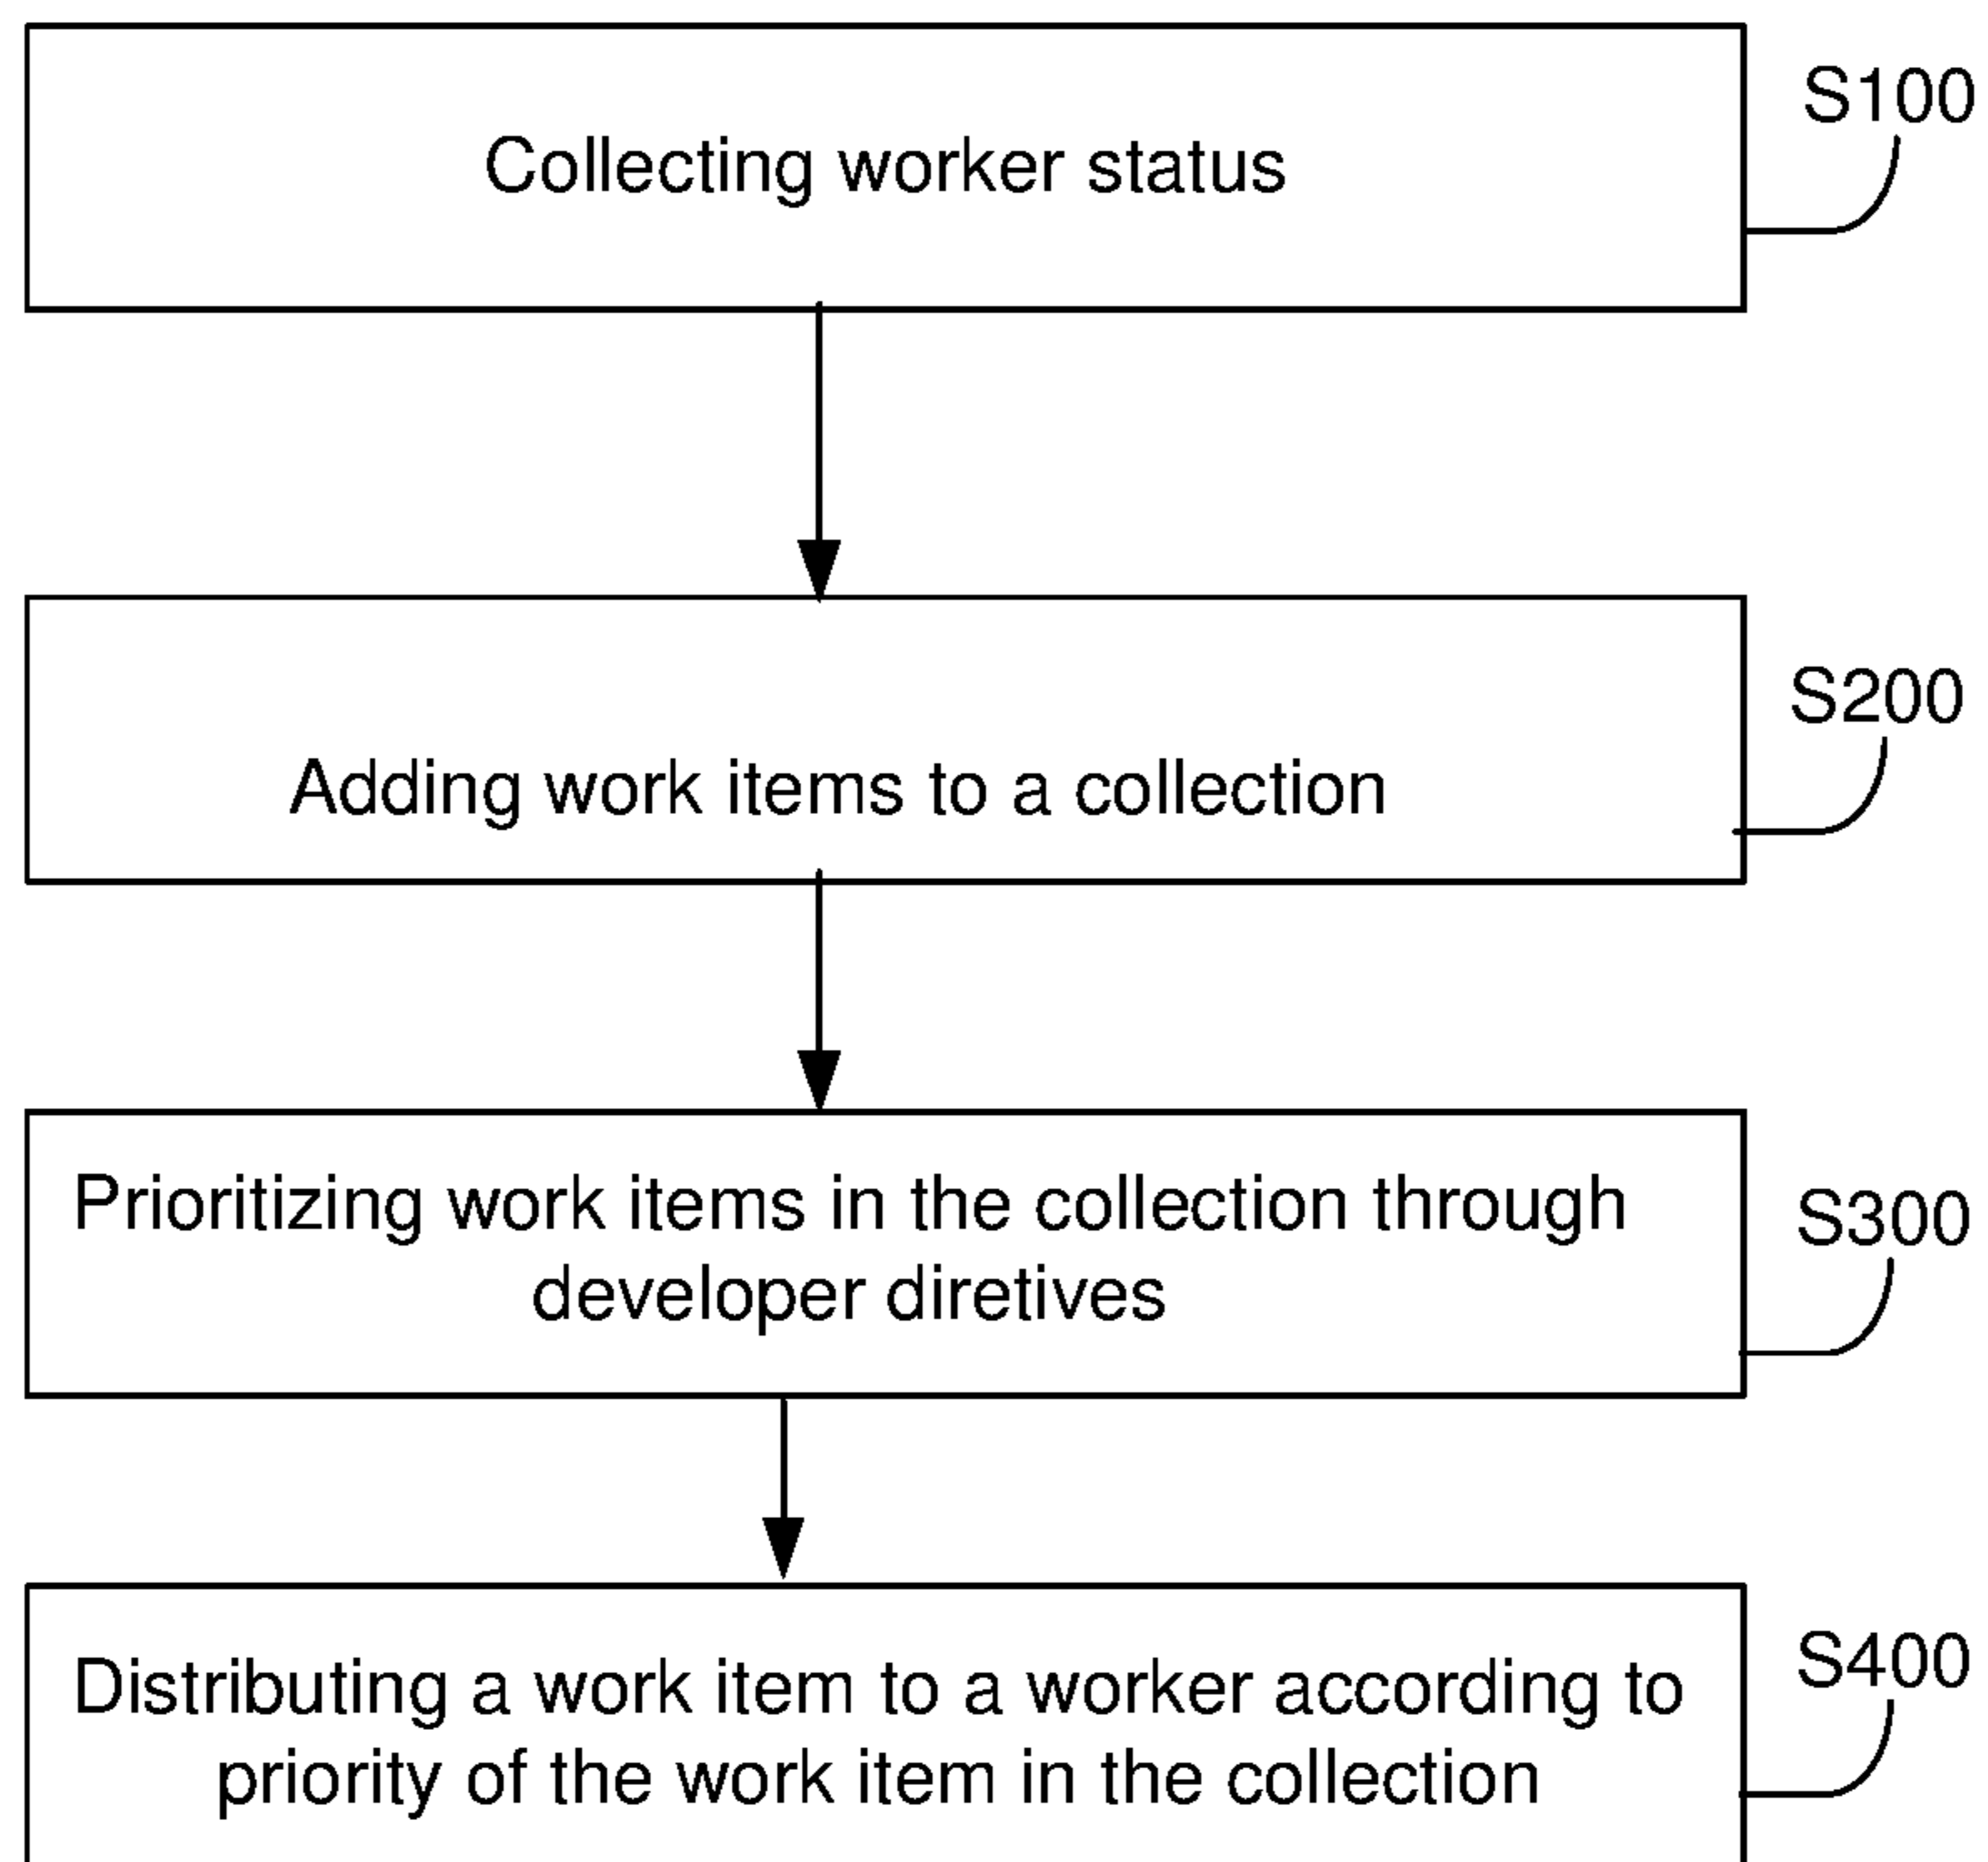 S100
Collecting worker status
S200
Adding work items to a collection
Prioritizing work items in the collection through
S300
developer diretives
Distributing a work item to a worker according to
S400
priority of the work item in the collection